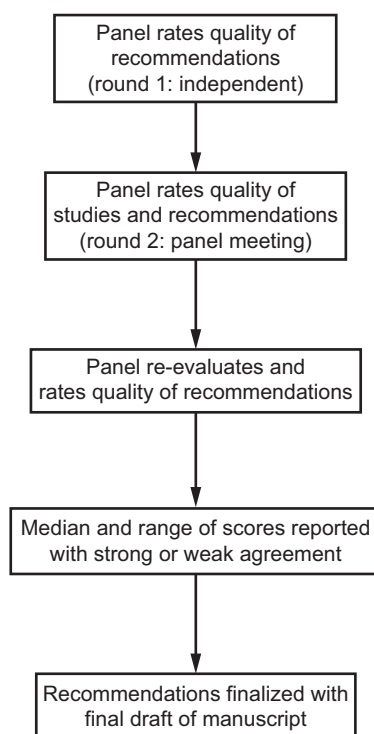 Panel rates quality of
recommendations
(round 1: independent)
Panel rates quality of
studies and recommendations
(round 2: panel meeting)
Panel re-evaluates and
rates quality of recommendations
Median and range of scores reported
with strong or weak agreement
Recommendations finalized with
final draft of manuscript